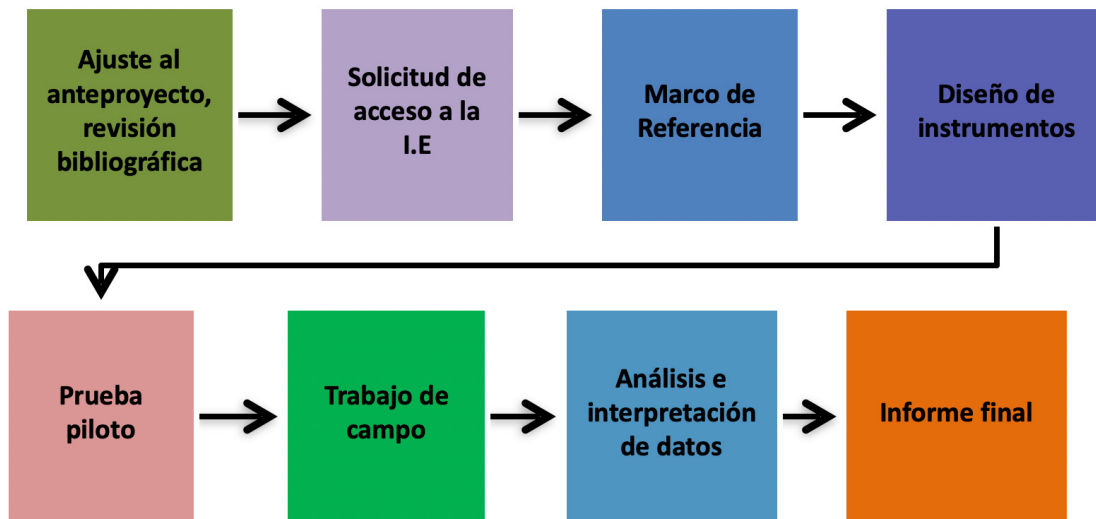 Ajuste al
anteproyecto,
revisión
bibliográfica
Solicitud de
acceso a la
I.E
Marco de
Referencia
Diseño de
instrumentos
Prueba
piloto
Trabajo de
campo
Análisis e
interpretación
de datos
Informe final